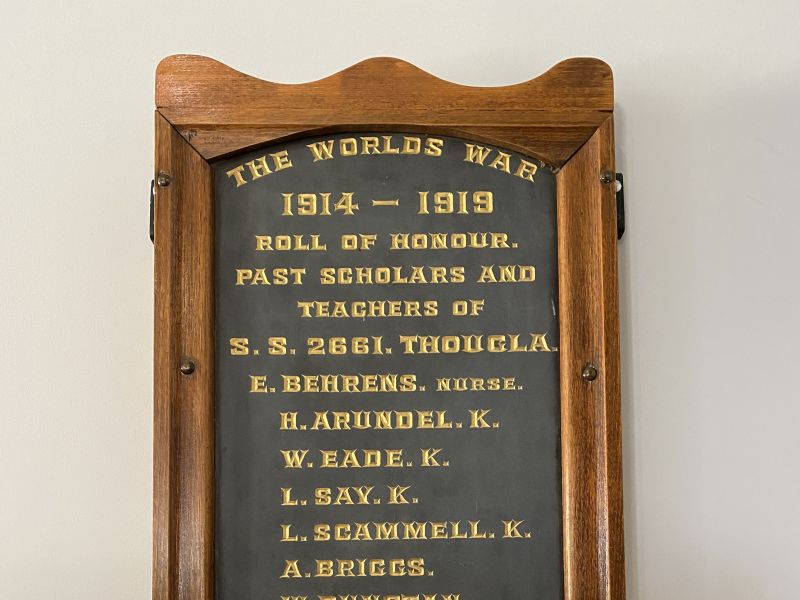 THE WORLDS WAR
1914 — 1919
ROLL OF HONOUR.
PAST SCHOLARS AND
TEACHERS OF
S. S. 2661. THOUGLA.
E. BEHRENS. NURSE.
H. ARUNDEL. K.
W. EADE. K.
L. SAY. K.
L. SCAMMELL. K.
A. BRIGGS.